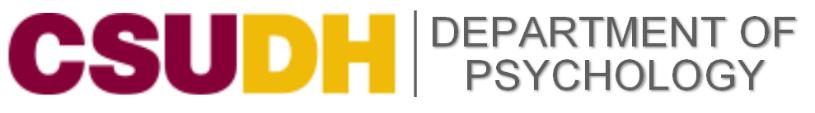 CSUDH
DEPARTMENT OF
PSYCHOLOGY